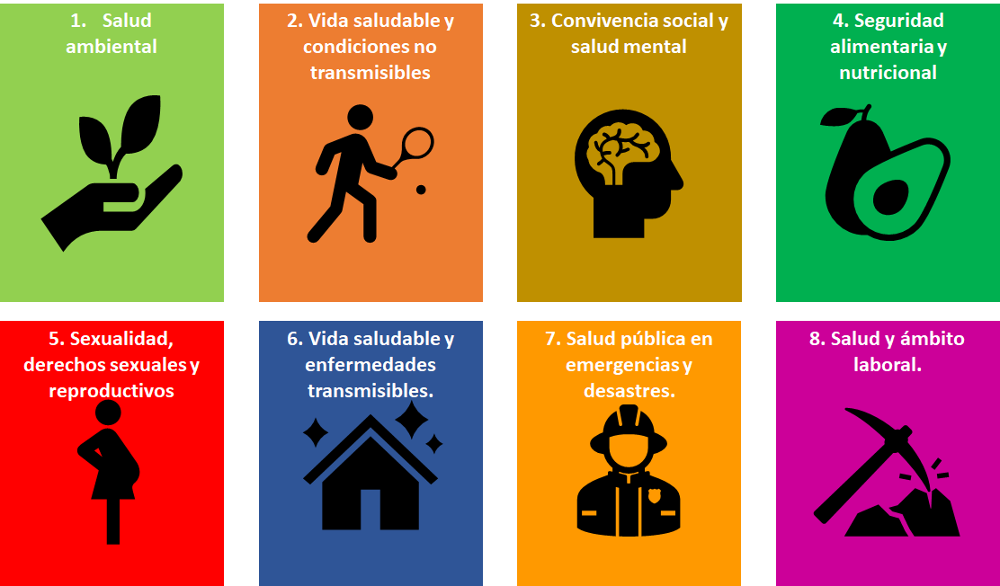 1. Salud
ambiental
2. Vida saludable y
condiciones no
transmisibles
3. Convivencia social y
salud mental
4. Seguridad
alimentaria y
nutricional
5. Sexualidad,
derechos sexuales y
reproductivos
6. Vida saludable y
enfermedades
transmisibles.
7. Salud pública en
emergencias y
desastres.
8. Salud y ámbito
laboral.